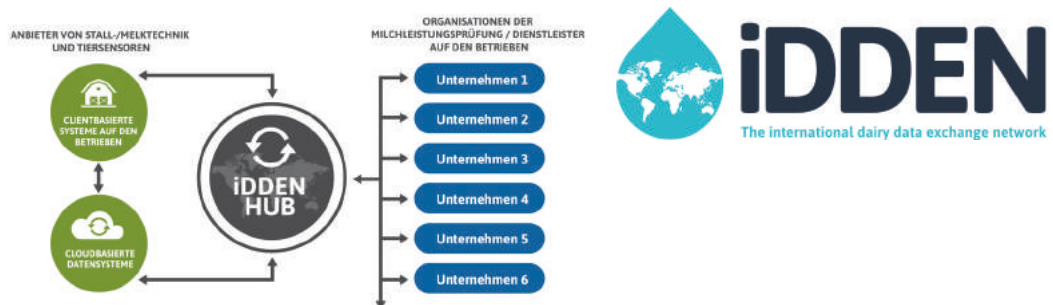 ANBIETER VON STALL-/MELKTECHNIK
UND TIERSENSOREN
CLIENTBASIERTE
SYSTEME AUF DEN
BETRIEBEN
CLOUDBASIERTE
DATENSYSTEME
iDDEN
HUB
ORGANISATIONEN DER
MILCHLEISTUNGSPRÜFUNG / DIENSTLEISTER
AUF DEN BETRIEBEN
Unternehmen 1
Unternehmen 2
Unternehmen 3
Unternehmen 4
Unternehmen 5
Unternehmen 6
iDDEN
The international dairy data exchange network